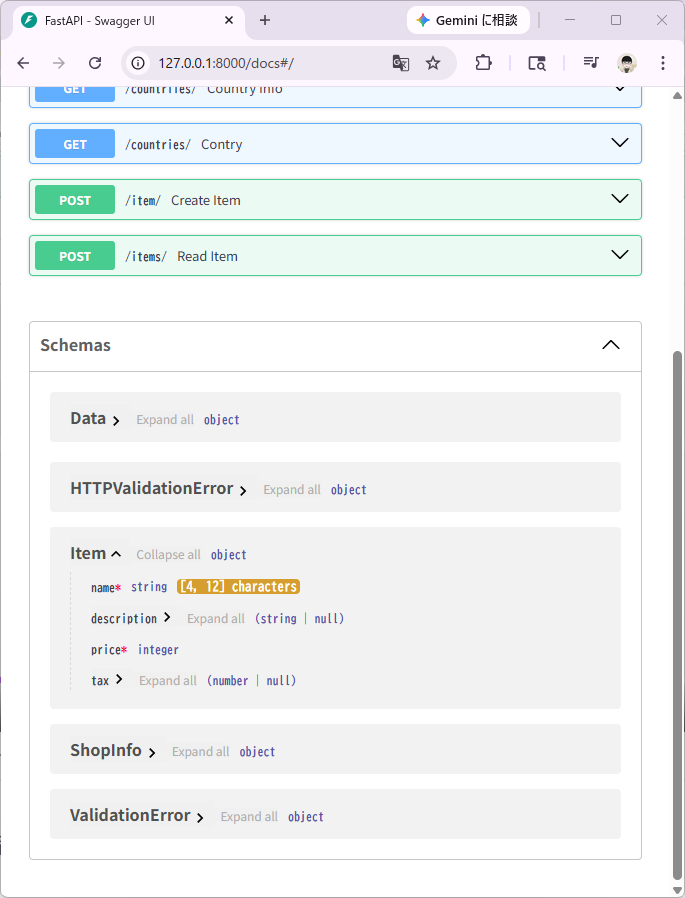 FastAPI - Swagger UI
Gemini に相談
127.0.0.1:8000/docs#/
GET /countriies/ Country Info
GET /countries/ Contry
POST /item/ Create Item
POST /items/ Read Item
Schemas
Data Expand all object
HTTPValidationError Expand all object
Item Collapse all object
name* string [4, 12] characters
description Expand all (string | null)
price* integer
tax Expand all (number | null)
ShopInfo Expand all object
ValidationError Expand all object